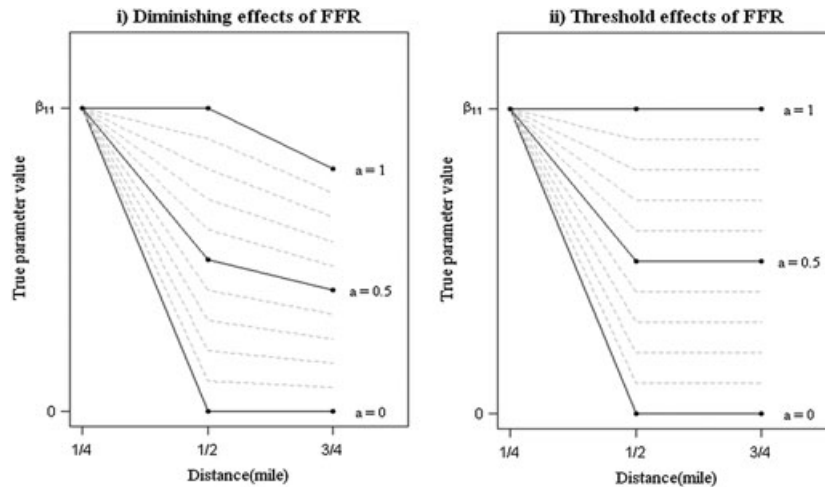 i) Diminishing effects of FFR
True parameter value
β11
0
a = 1
a = 0.5
a = 0
1/4
1/2
3/4
Distance(mile)
ii) Threshold effects of FFR
True parameter value
β11
0
a = 1
a = 0.5
a = 0
1/4
1/2
3/4
Distance(mile)